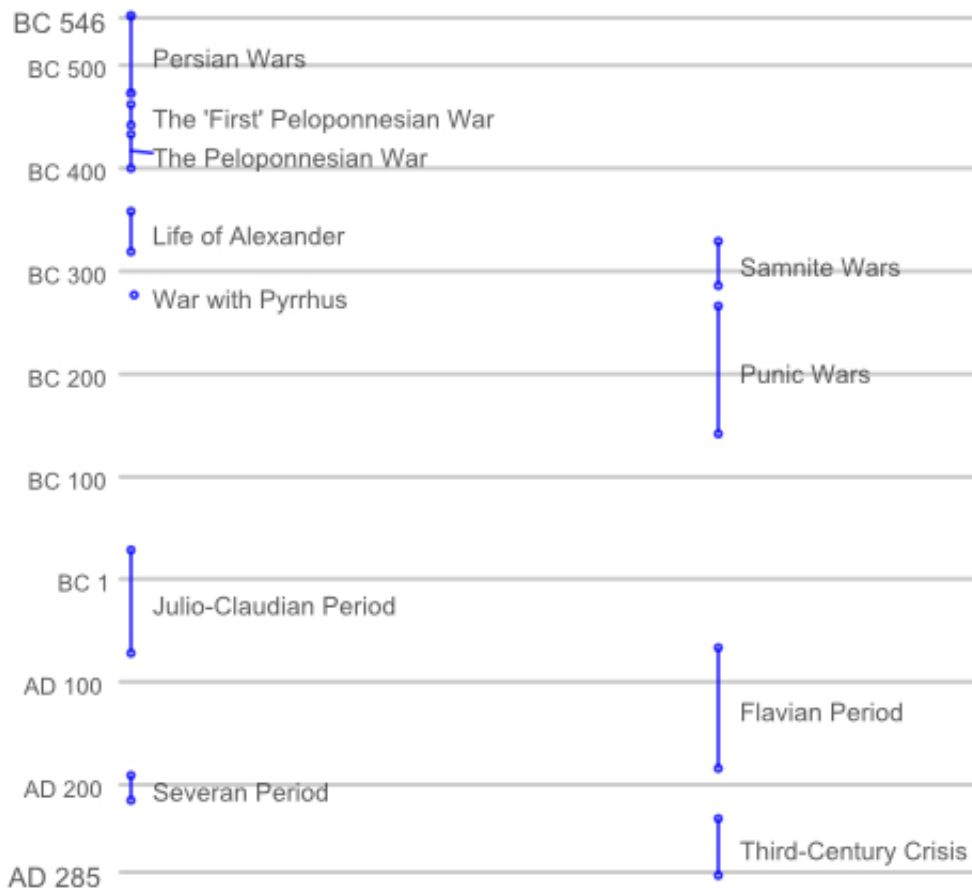 BC 546
Persian Wars
BC 500
The 'First' Peloponnesian War
The Peloponnesian War
BC 400
Life of Alexander
Samnite Wars
BC 300
War with Pyrrhus
Punic Wars
BC 200
BC 100
BC 1
Julio-Claudian Period
AD 100
Flavian Period
AD 200
Severan Period
Third-Century Crisis
AD 285